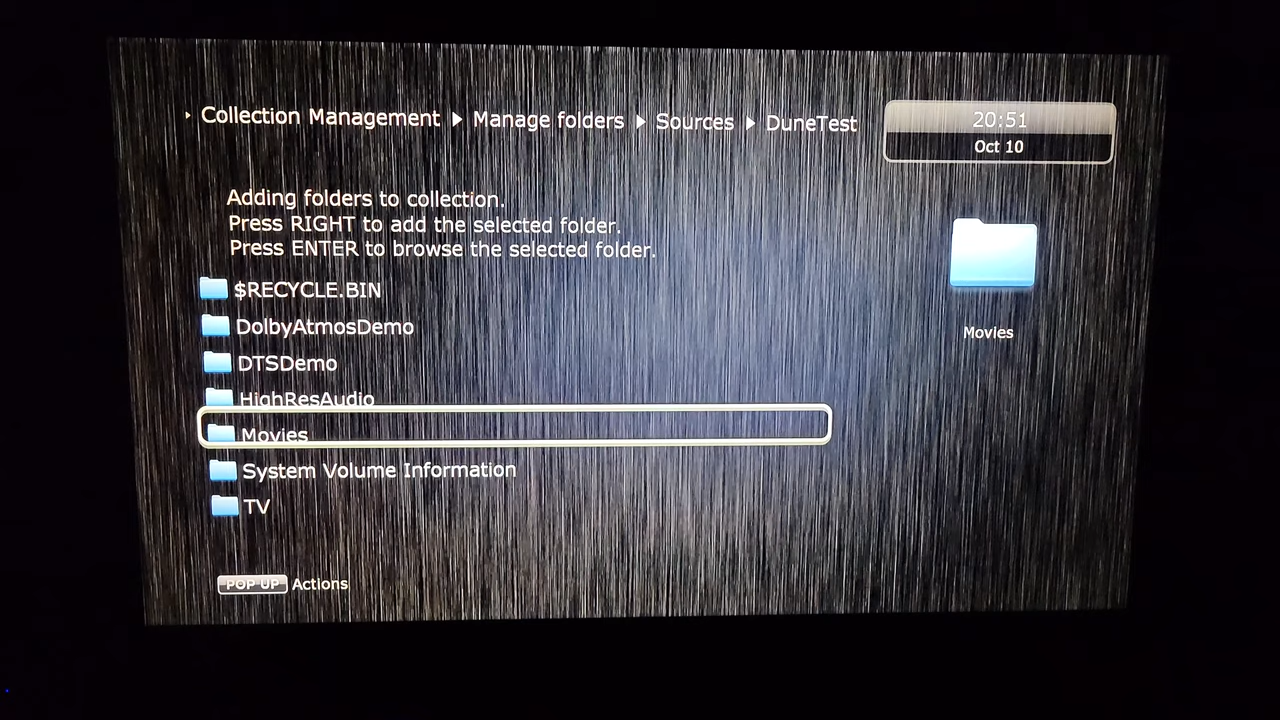 Collection Management ▶ Manage folders ▶ Sources ▶ DuneTest
20:51
Oct 10
Adding folders to collection.
Press RIGHT to add the selected folder.
Press ENTER to browse the selected folder.
$RECYCLE.BIN
DolbyAtmosDemo
DTSDemo
HighResAudio
Movies
System Volume Information
TV
Movies
POP UP Actions